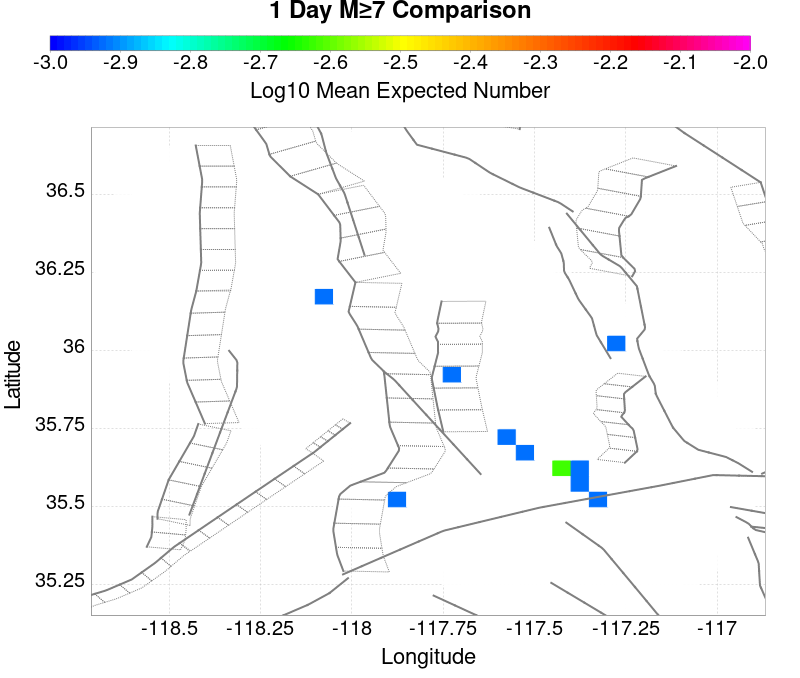 1 Day M≥7 Comparison
-3.0 -2.9 -2.8 -2.7 -2.6 -2.5 -2.4 -2.3 -2.2 -2.1 -2.0
Log10 Mean Expected Number
36.5
36.25
36
35.75
35.5
35.25
Latitude
-118.5 -118.25 -118 -117.75 -117.5 -117.25 -117
Longitude